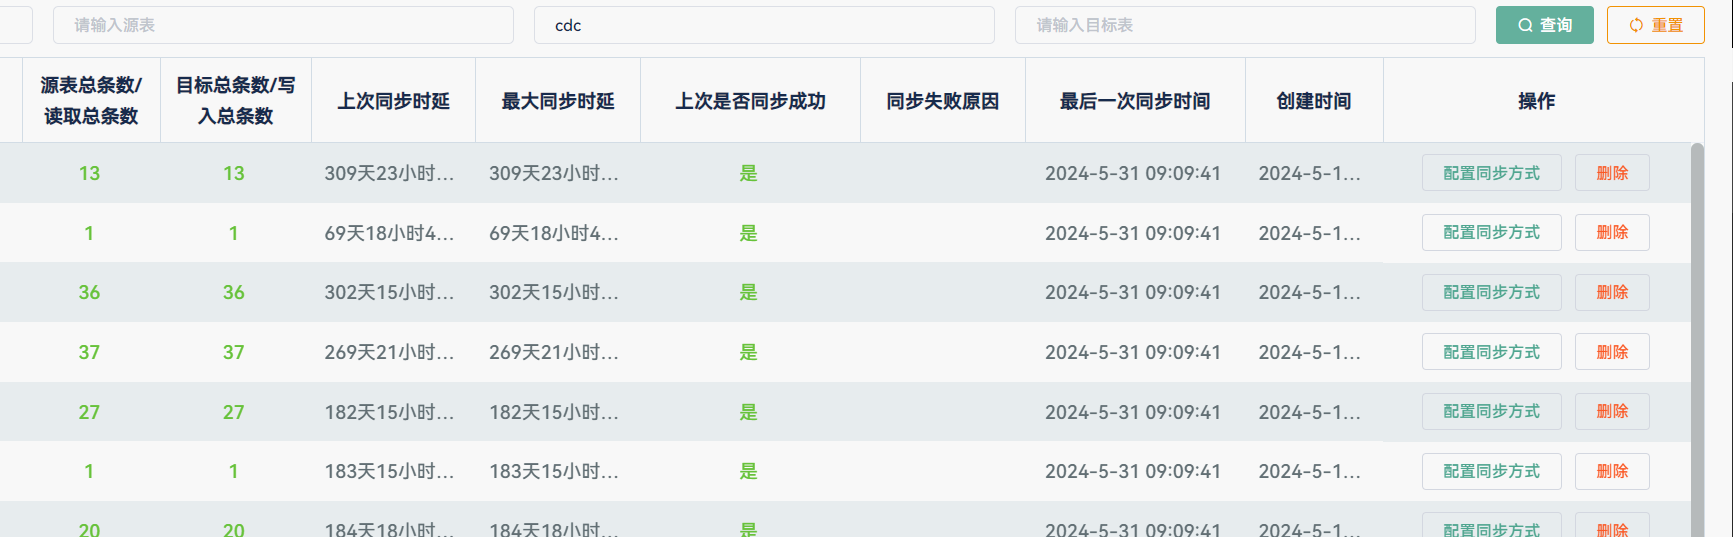 请输入源表
cdc
请输入目标表
查询
重置
源表总条数/
读取总条数
目标总条数/写
入总条数
上次同步时延
最大同步时延
上次是否同步成功
同步失败原因
最后一次同步时间
创建时间
操作
13 13 309天23小时... 309天23小时... 是 2024-5-31 09:09:41 2024-5-1... 配置同步方式 删除
1 1 69天18小时4... 69天18小时4... 是 2024-5-31 09:09:41 2024-5-1... 配置同步方式 删除
36 36 302天15小时... 302天15小时... 是 2024-5-31 09:09:41 2024-5-1... 配置同步方式 删除
37 37 269天21小时... 269天21小时... 是 2024-5-31 09:09:41 2024-5-1... 配置同步方式 删除
27 27 182天15小时... 182天15小时... 是 2024-5-31 09:09:41 2024-5-1... 配置同步方式 删除
1 1 183天15小时... 183天15小时... 是 2024-5-31 09:09:41 2024-5-1... 配置同步方式 删除
20 20 184天18小时... 184天18小时... 是 2024-5-31 09:09:41 2024-5-1... 配置同步方式 删除